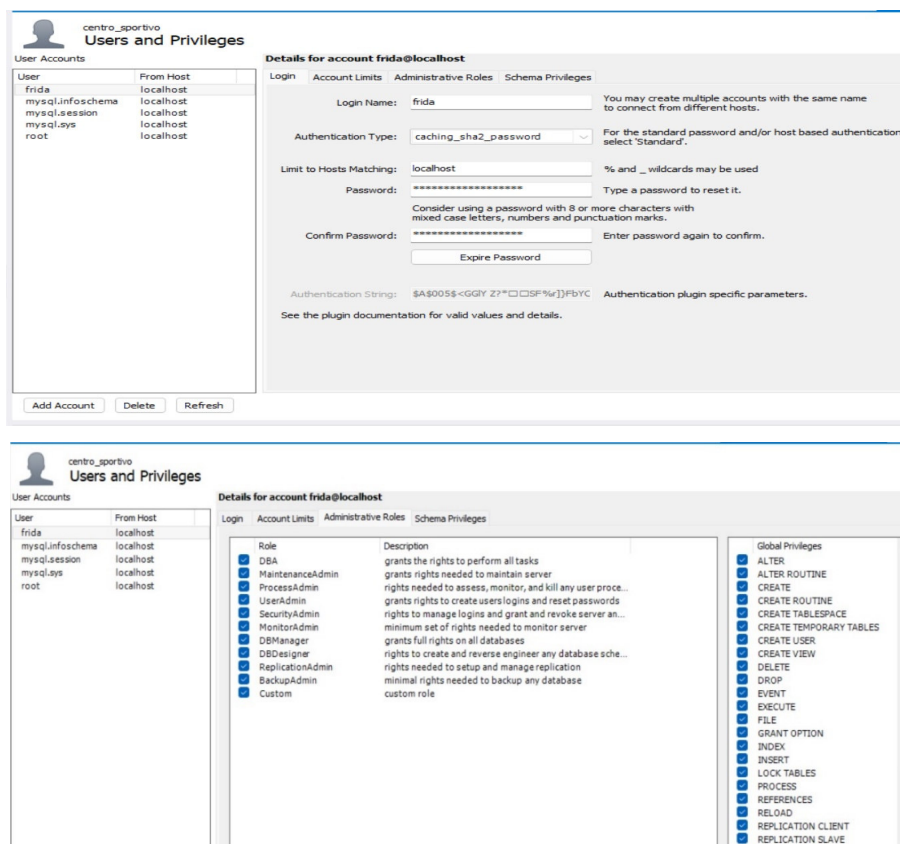 centro_sportivo
Users and Privileges
User Accounts
User From Host
frida localhost
mysql.infoschema localhost
mysql.session localhost
mysql.sys localhost
root localhost
Add Account Delete Refresh
Details for account frida@localhost
Login Account Limits Administrative Roles Schema Privileges
Login Name: frida
You may create multiple accounts with the same name
to connect from different hosts.
Authentication Type: caching_sha2_password
For the standard password and/or host based authentication
select 'Standard'.
Limit to Hosts Matching: localhost % and _ wildcards may be used
Password: ****************** Type a password to reset it.
Consider using a password with 8 or more characters with
mixed case letters, numbers and punctuation marks.
Confirm Password: ****************** Enter password again to confirm.
Expire Password
Authentication String: Authentication plugin specific parameters.
See the plugin documentation for valid values and details.
centro_sportivo
Users and Privileges
User Accounts
User From Host
frida localhost
mysql.infoschema localhost
mysql.session localhost
mysql.sys localhost
root localhost
Details for account frida@localhost
Login Account Limits Administrative Roles Schema Privileges
Role Description
DBA grants the rights to perform all tasks
MaintenanceAdmin grants rights needed to maintain server
ProcessAdmin rights needed to assess, monitor, and kill any user proce...
UserAdmin grants rights to create users logins and reset passwords
SecurityAdmin rights to manage logins and grant and revoke server an...
MonitorAdmin minimum set of rights needed to monitor server
DBManager grants full rights on all databases
DBDesigner rights to create and reverse engineer any database sche...
ReplicationAdmin rights needed to setup and manage replication
BackupAdmin minimal rights needed to backup any database
Custom custom role
Global Privileges
ALTER
ALTER ROUTINE
CREATE
CREATE ROUTINE
CREATE TABLESPACE
CREATE TEMPORARY TABLES
CREATE USER
CREATE VIEW
DELETE
DROP
EVENT
EXECUTE
FILE
GRANT OPTION
INDEX
INSERT
LOCK TABLES
PROCESS
REFERENCES
RELOAD
REPLICATION CLIENT
REPLICATION SLAVE